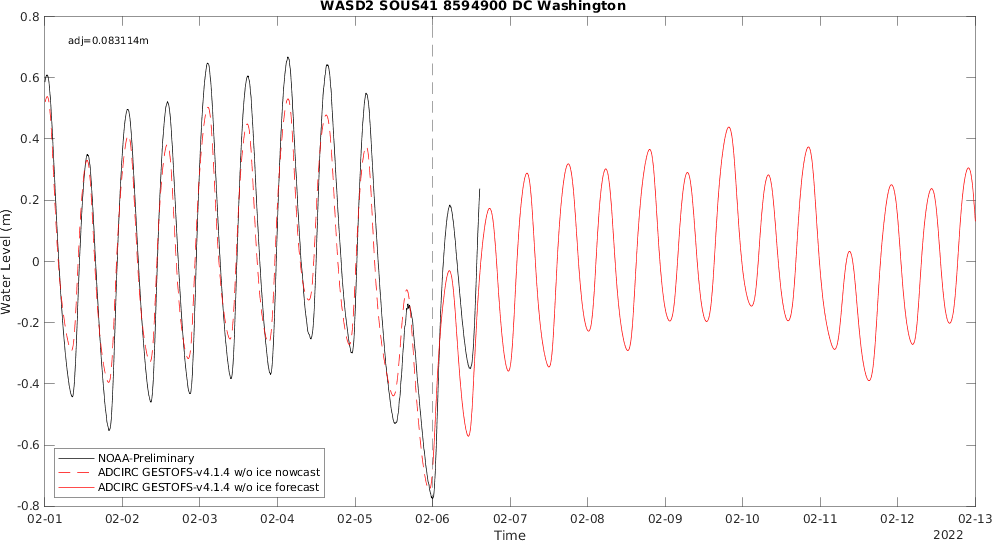 WASD2 SOUS41 8594900 DC Washington
adj=0.083114m
Water Level (m)
0.8
0.6
0.4
0.2
0
-0.2
-0.4
-0.6
-0.8
NOAA-Preliminary
ADCIRC GESTOFS-v4.1.4 w/o ice nowcast
ADCIRC GESTOFS-v4.1.4 w/o ice forecast
02-01 02-02 02-03 02-04 02-05 02-06 02-07 02-08 02-09 02-10 02-11 02-12 02-13
Time
2022